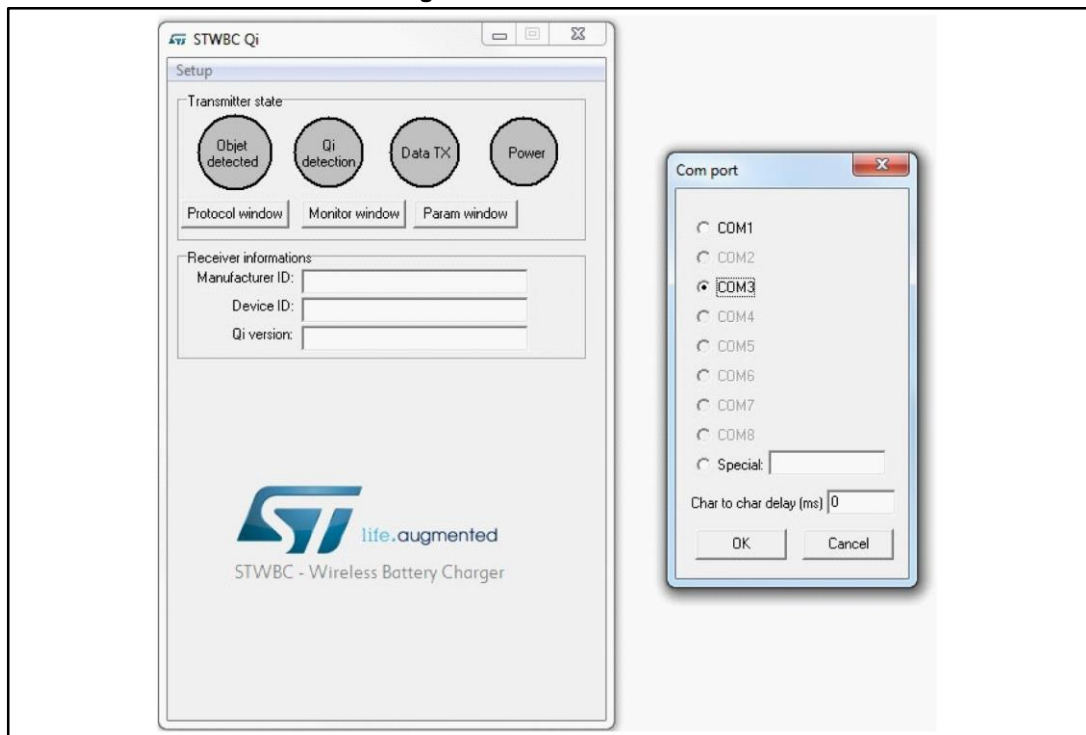 STWBC Qi
Setup
Transmitter state
Objet
detected
Qi
detection
Data TX
Power
Protocol window
Monitor window
Param window
Receiver informations
Manufacturer ID:
Device ID:
Qi version:
ST life.augmented
STWBC - Wireless Battery Charger
Com port
COM1
COM2
COM3
COM4
COM5
COM6
COM7
COM8
Special:
Char to char delay (ms) 0
OK
Cancel